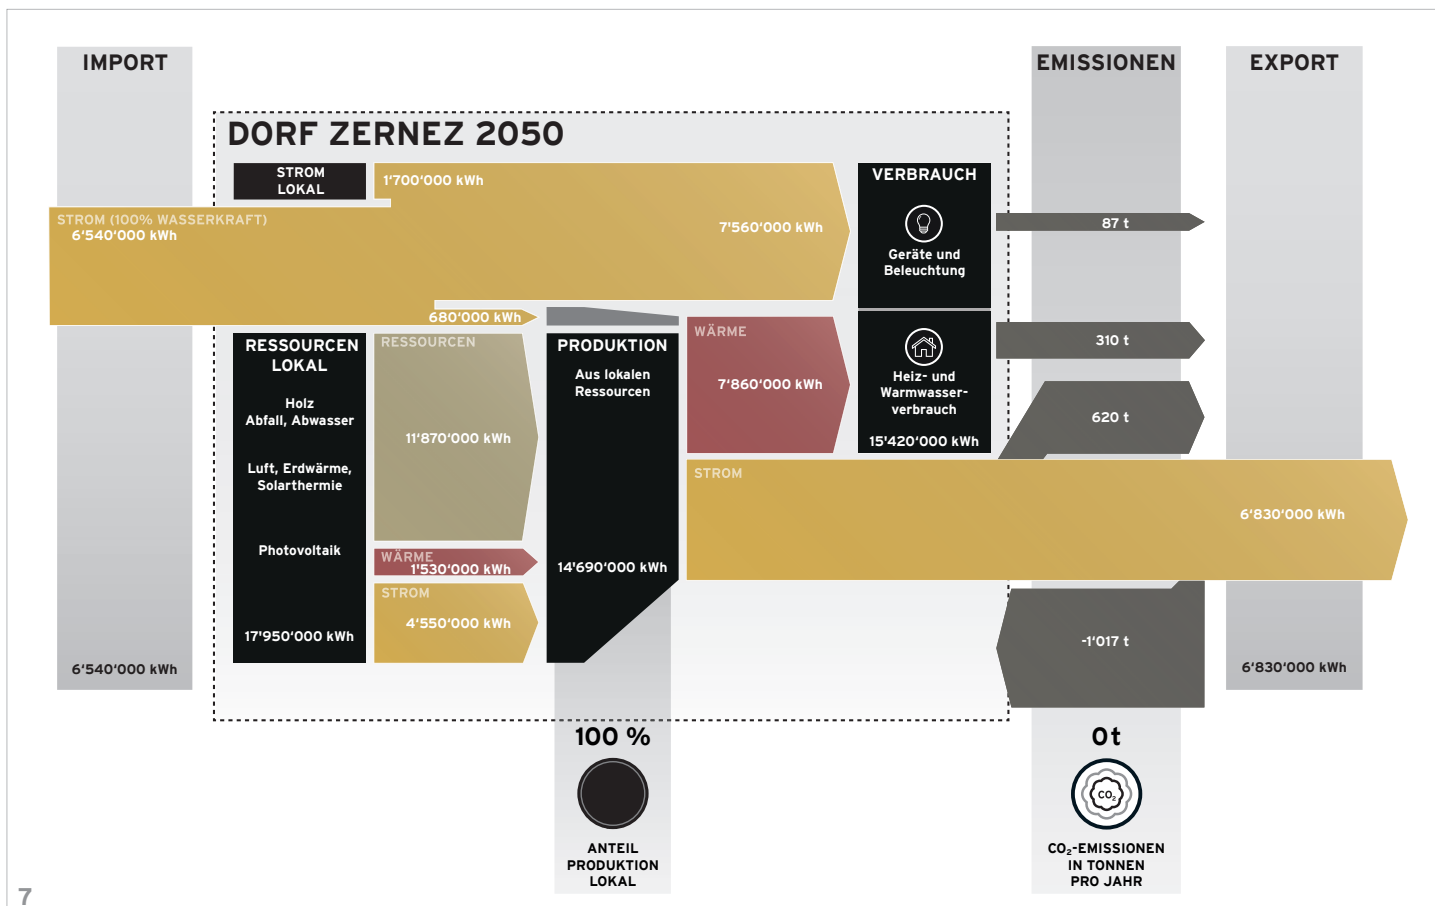 IMPORT
EMISSIONEN
EXPORT
DORF ZERNEZ 2050
STROM
LOKAL
1'700'000 kWh
VERBRAUCH
STROM (100% WASSERKRAFT)
6'540'000 kWh
7'560'000 kWh
Geräte und
Beleuchtung
87 t
680'000 kWh
RESSOURCEN
LOKAL
Holz
Abfall, Abwasser
Luft, Erdwärme,
Solarthermie
Photovoltaik
17'950'000 kWh
RESSOURCEN
11'870'000 kWh
WÄRME
1'530'000 kWh
STROM
4'550'000 kWh
PRODUKTION
Aus lokalen
Ressourcen
14'690'000 kWh
WÄRME
7'860'000 kWh
Heiz- und
Warmwasser-
verbrauch
15'420'000 kWh
310 t
620 t
STROM
6'830'000 kWh
-1'017 t
6'540'000 kWh
6'830'000 kWh
100 %
0 t
CO₂
ANTEIL
PRODUKTION
LOKAL
CO₂-EMISSIONEN
IN TONNEN
PRO JAHR
7